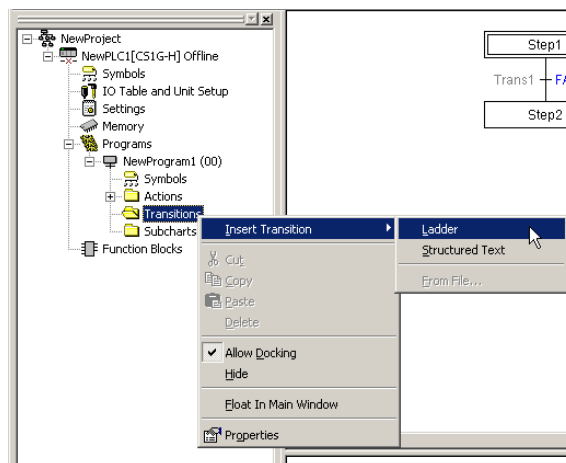 NewProject
NewPLC1[CS1G-H] Offline
Symbols
IO Table and Unit Setup
Settings
Memory
Programs
NewProgram1 (00)
Symbols
Actions
Transitions
Subcharts
Function Blocks
Insert Transition
Cut
Copy
Paste
Delete
Allow Docking
Hide
Float In Main Window
Properties
Ladder
Structured Text
From File...
Step1
Trans1
Step2